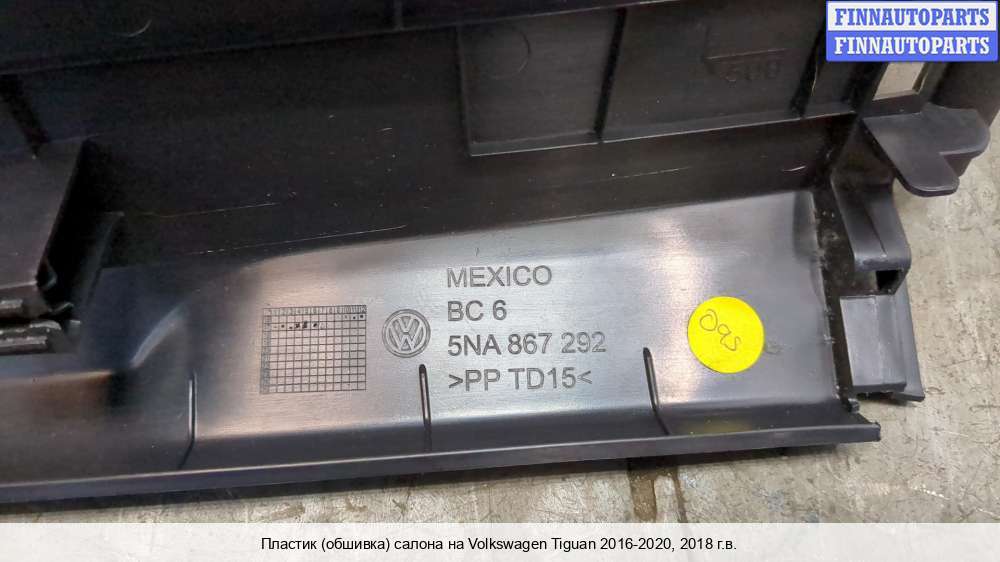 FINNAUTOPARTS
FINNAUTOPARTS
MEXICO
BC 6
5NA 867 292
>PP TD15<
Пластик (обшивка) салона на Volkswagen Tiguan 2016-2020, 2018 г.в.